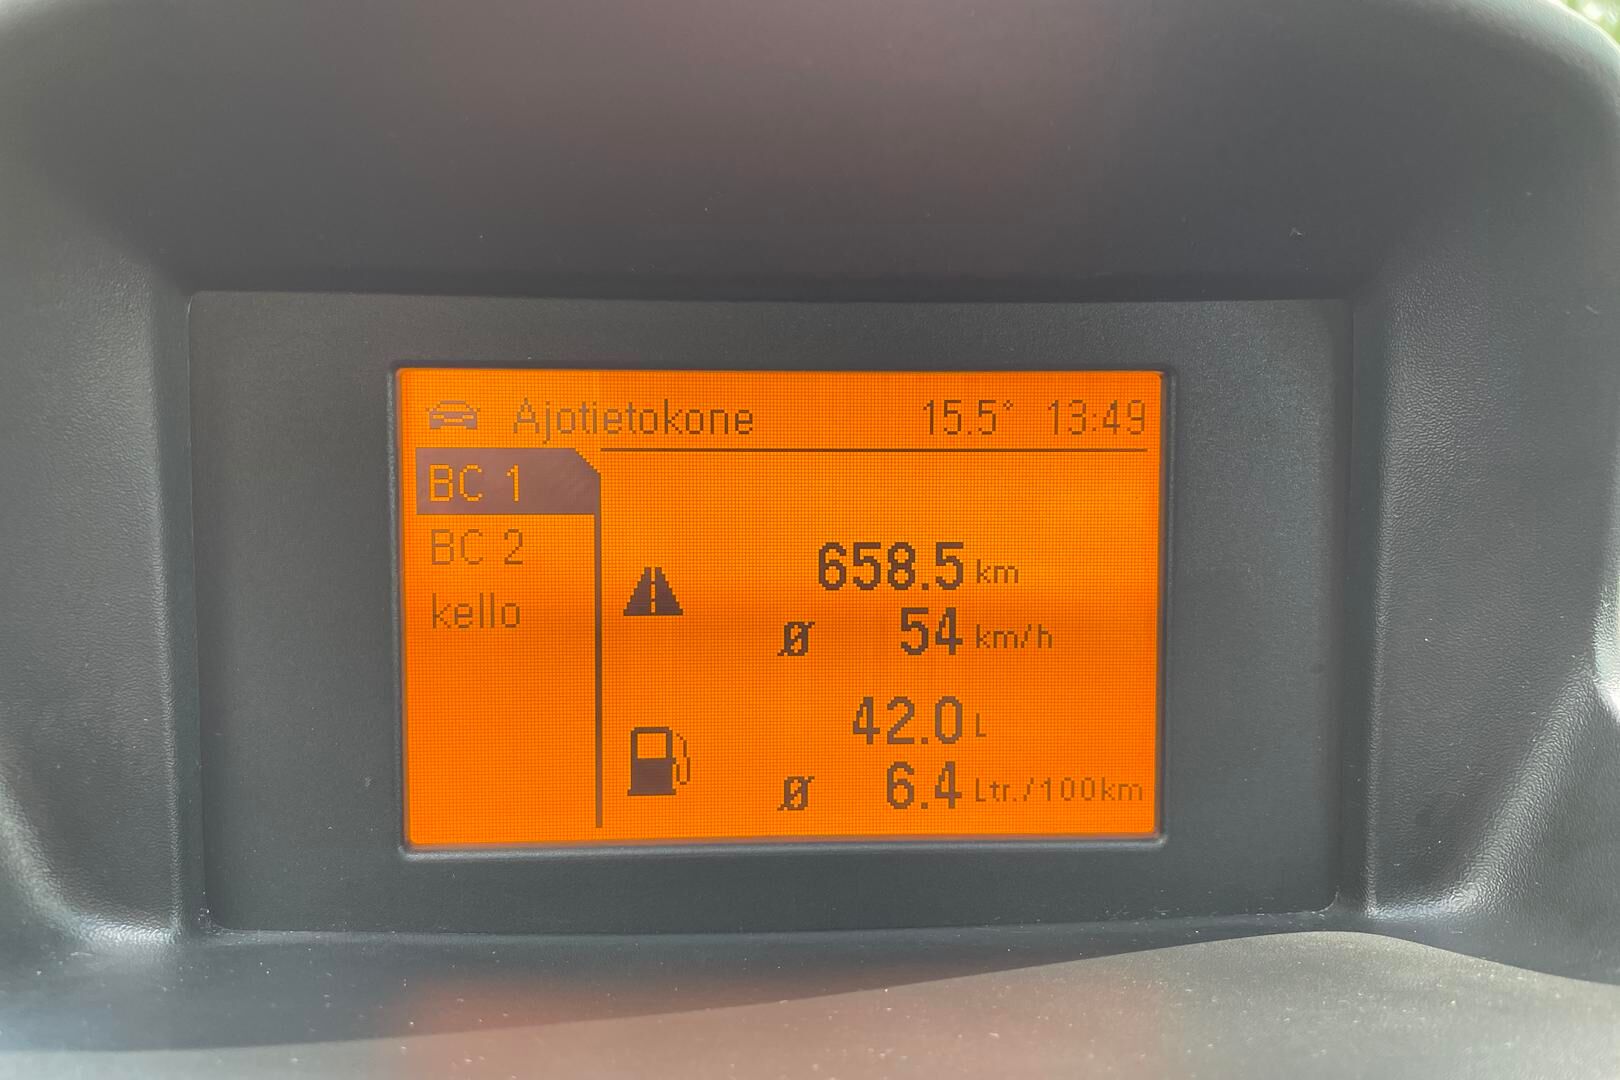 Ajotietokone 15.5° 13:49
BC 1
BC 2
kello
658.5 km
Ø 54 km/h
42.0 L
Ø 6.4 Ltr./100km